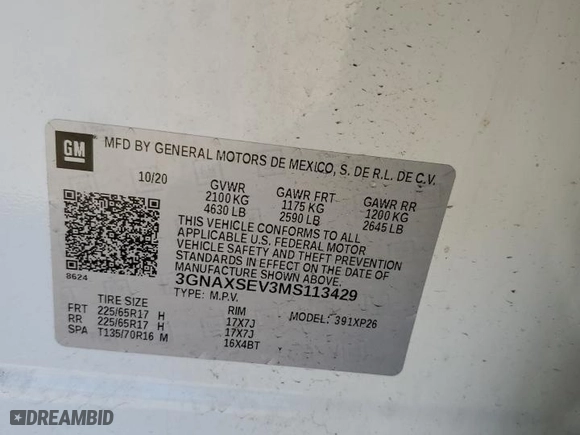 GM
MFD BY GENERAL MOTORS DE MEXICO, S. DE R.L. DE C.V.
10/20 GVWR GAWR FRT GAWR RR
2100 KG 1175 KG 1200 KG
4630 LB 2590 LB 2645 LB
THIS VEHICLE CONFORMS TO ALL
APPLICABLE U.S. FEDERAL MOTOR
VEHICLE SAFETY AND THEFT PREVENTION
STANDARDS IN EFFECT ON THE DATE OF
MANUFACTURE SHOWN ABOVE.
8624
3GNAXSEV3MS113429
TYPE: M.P.V. MODEL: 391XP26
TIRE SIZE RIM
FRT 225/65R17 H 17X7J
RR 225/65R17 H 17X7J
SPA T135/70R16 M 16X4BT
DREAMBID